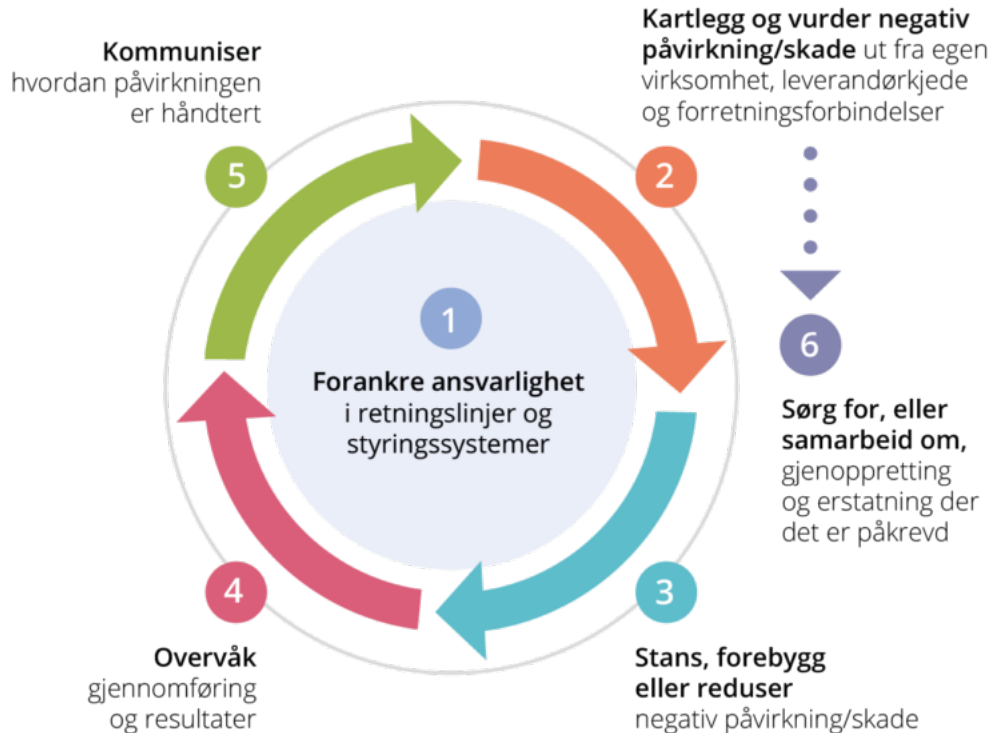 1
Forankre ansvarlighet
i retningslinjer og
styringssystemer
2
Kartlegg og vurder negativ
påvirkning/skade ut fra egen
virksomhet, leverandørkjede
og forretningsforbindelser
3
Stans, forebygg
eller reduser
negativ påvirkning/skade
4
Overvåk
gjennomføring
og resultater
5
Kommuniser
hvordan påvirkningen
er håndtert
6
Sørg for, eller
samarbeid om,
gjenoppretting
og erstatning der
det er påkrevd